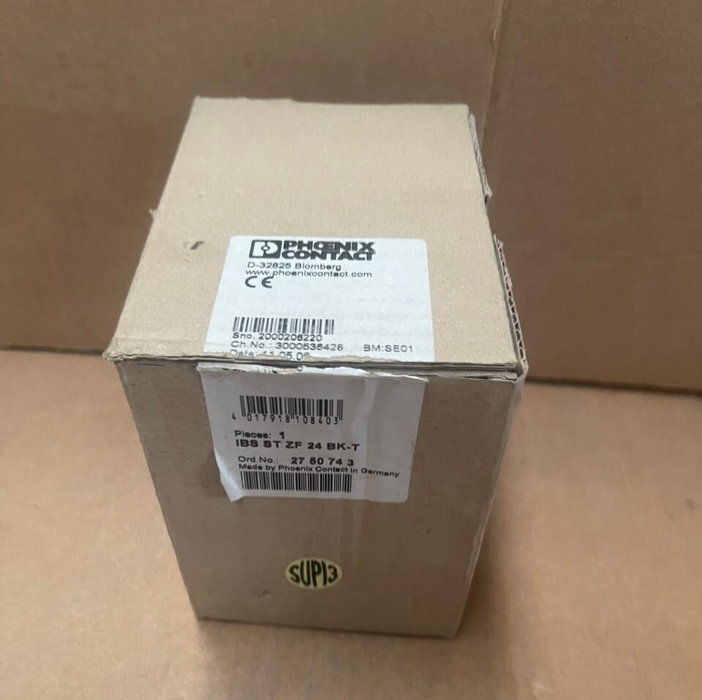 PHŒNIX
CONTACT
D-32825 Blomberg
www.phoenixcontact.com
CE
Sno. 2000206220
Ch.No.: 3000536426 BM:SE01
4 017918 108403
Pieces: 1
IBS ST ZF 24 BK-T
Ord.No.: 27 50 74 3
Made by Phoenix Contact in Germany
SUP13